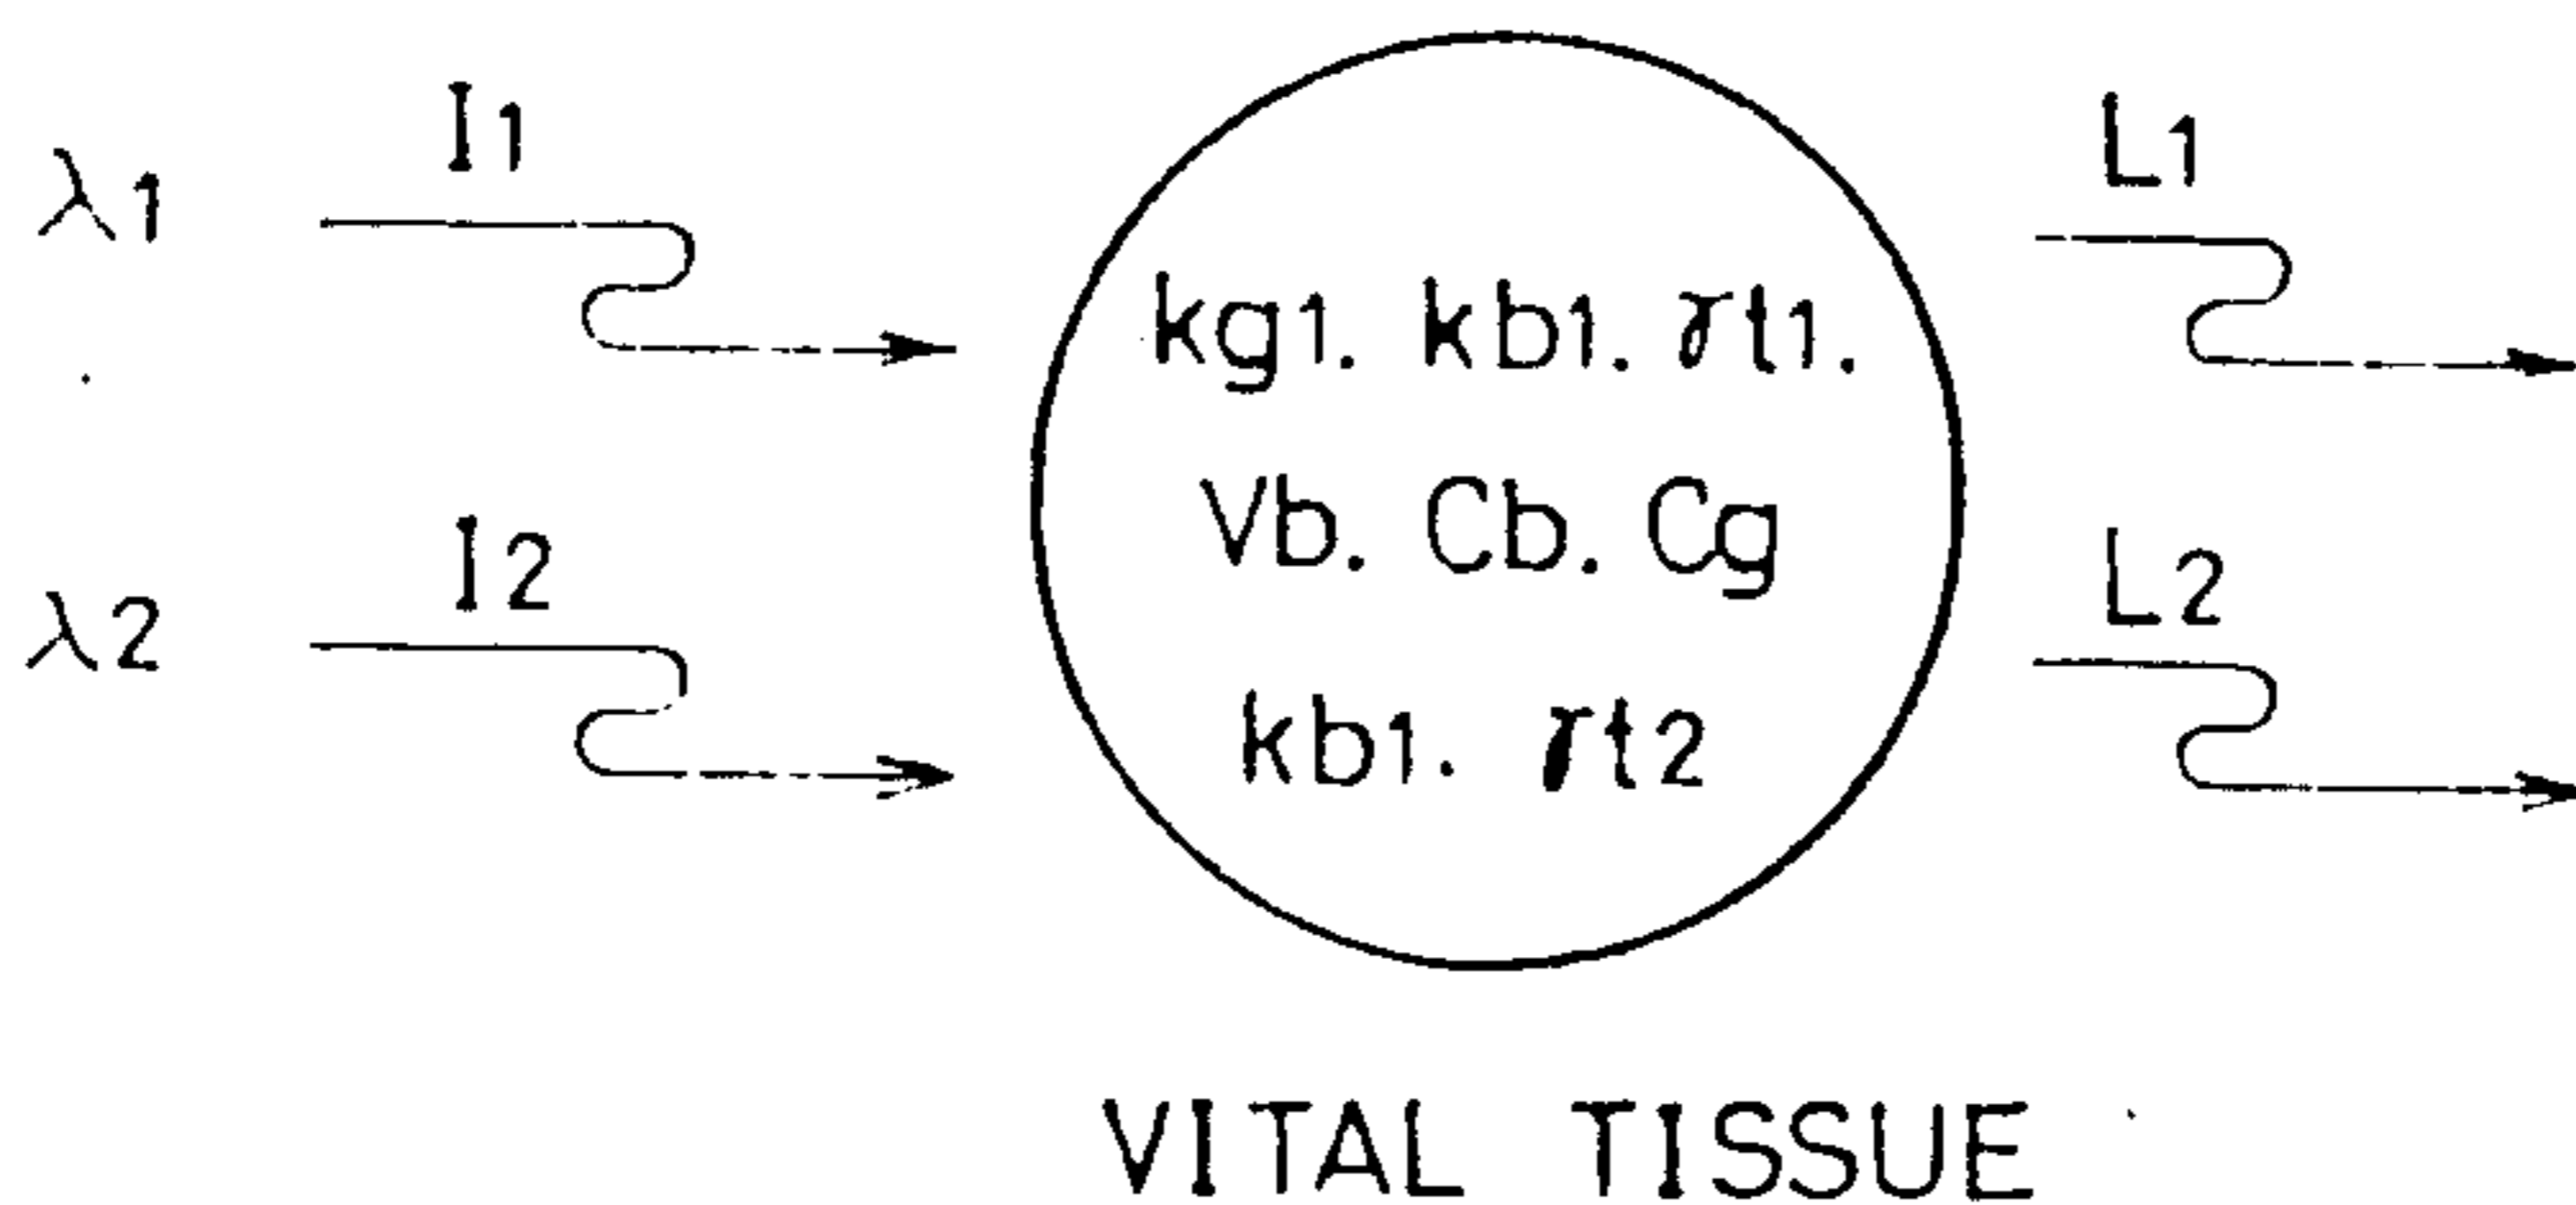 λ1 I1 L1
kg1. kb1. γt1.
Vb. Cb. Cg
λ2 I2 L2
kb1. γt2
VITAL TISSUE